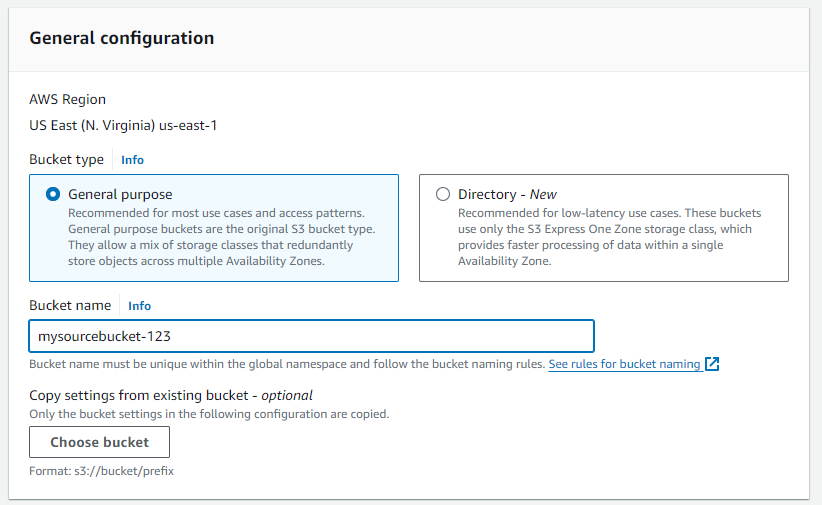 General configuration
AWS Region
US East (N. Virginia) us-east-1
Bucket type Info
General purpose
Recommended for most use cases and access patterns.
General purpose buckets are the original S3 bucket type.
They allow a mix of storage classes that redundantly
store objects across multiple Availability Zones.
Directory - New
Recommended for low-latency use cases. These buckets
use only the S3 Express One Zone storage class, which
provides faster processing of data within a single
Availability Zone.
Bucket name Info
mysourcebucket-123
Bucket name must be unique within the global namespace and follow the bucket naming rules. See rules for bucket naming
Copy settings from existing bucket - optional
Only the bucket settings in the following configuration are copied.
Choose bucket
Format: s3://bucket/prefix